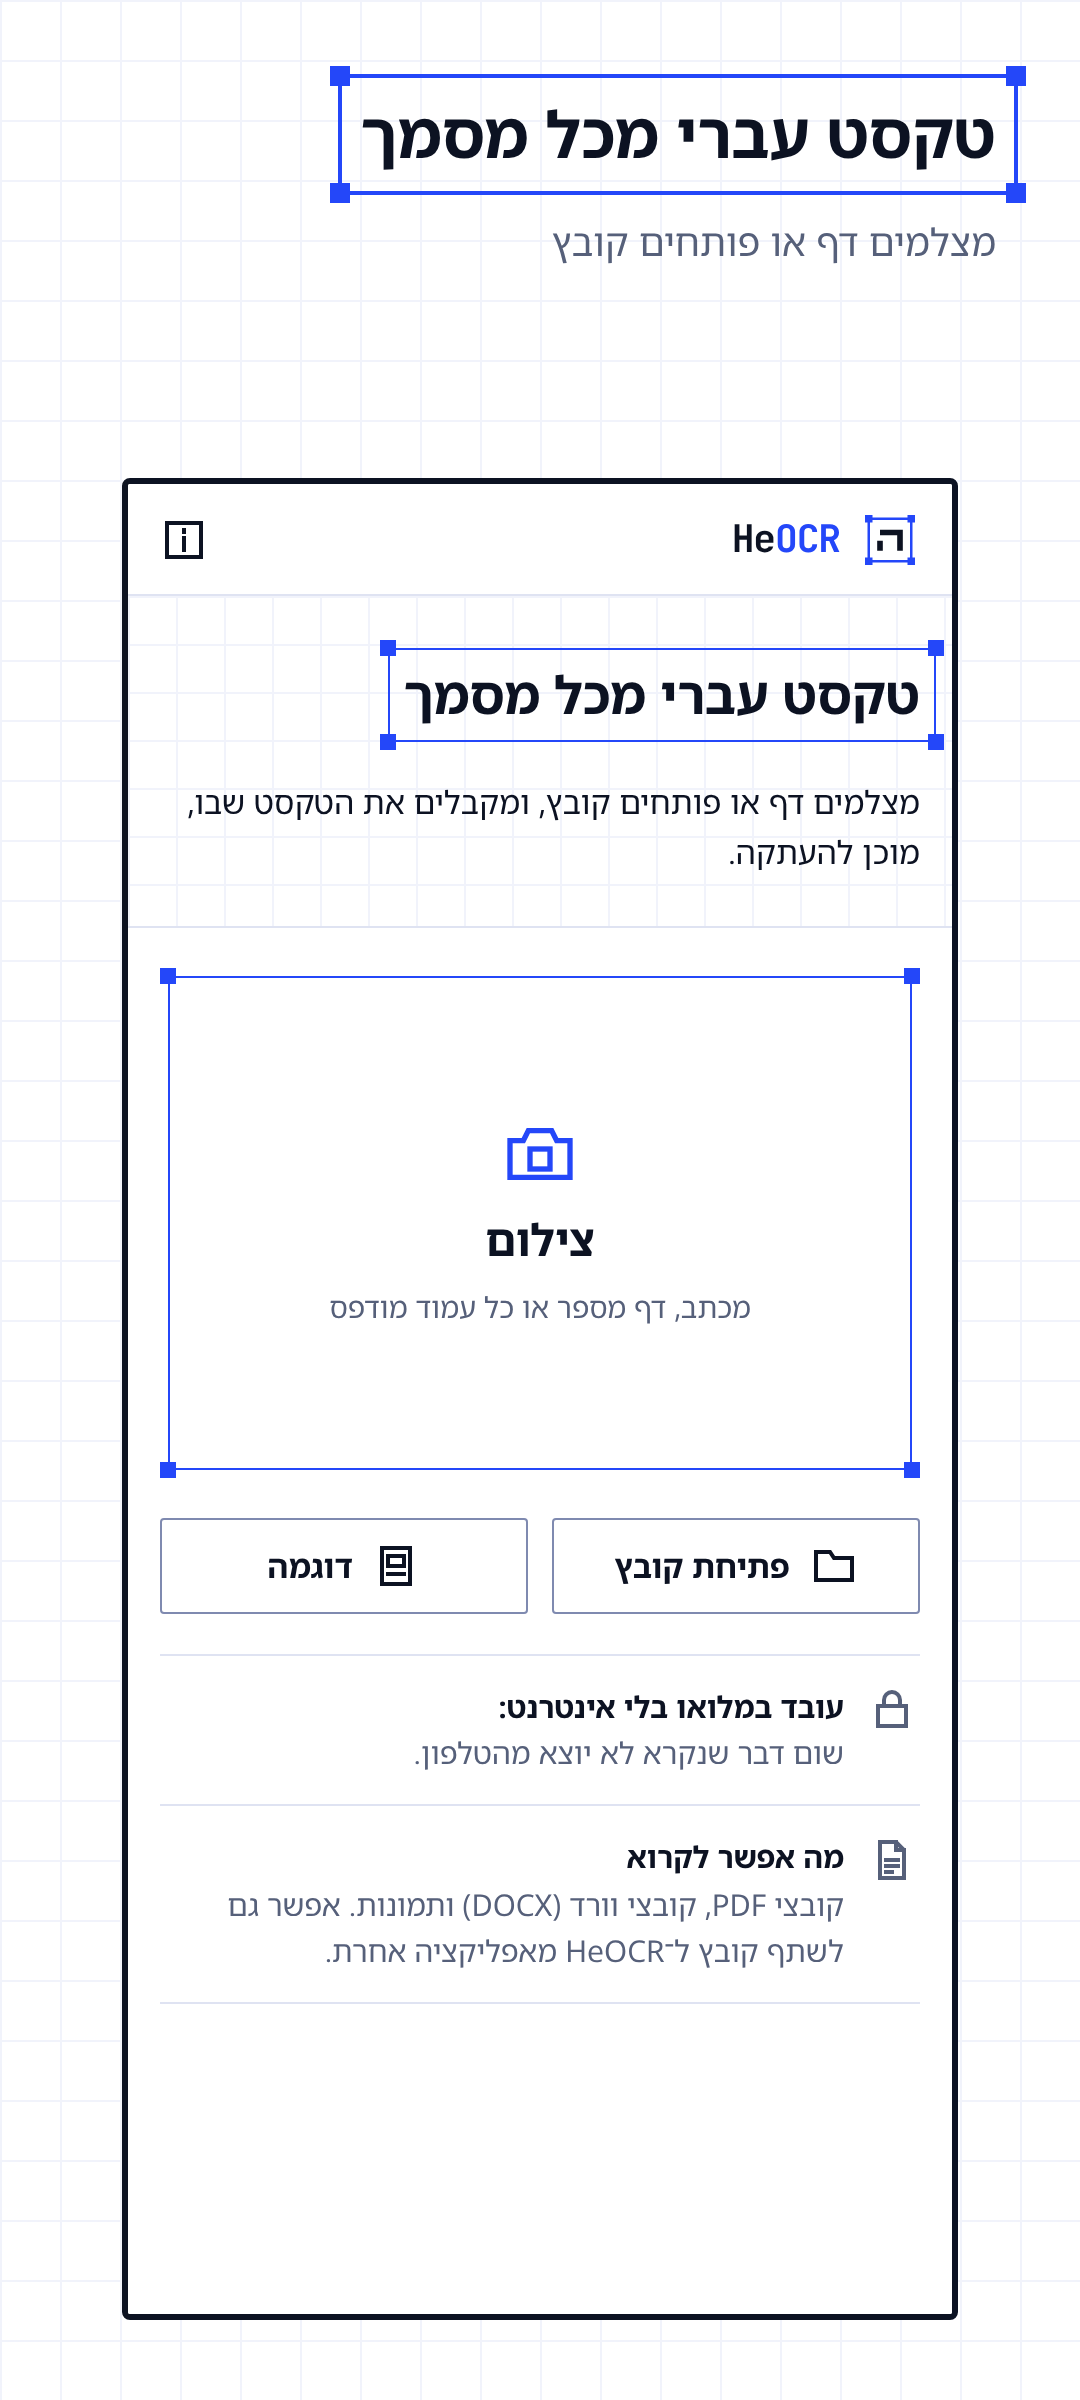 טקסט עברי מכל מסמך
מצלמים דף או פותחים קובץ
ה HeOCR
טקסט עברי מכל מסמך
מצלמים דף או פותחים קובץ, ומקבלים את הטקסט שבו,
מוכן להעתקה.
צילום
מכתב, דף מספר או כל עמוד מודפס
פתיחת קובץ
דוגמה
עובד במלואו בלי אינטרנט:
שום דבר שנקרא לא יוצא מהטלפון.
מה אפשר לקרוא
קובצי PDF, קובצי וורד (DOCX) ותמונות. אפשר גם
לשתף קובץ ל־HeOCR מאפליקציה אחרת.